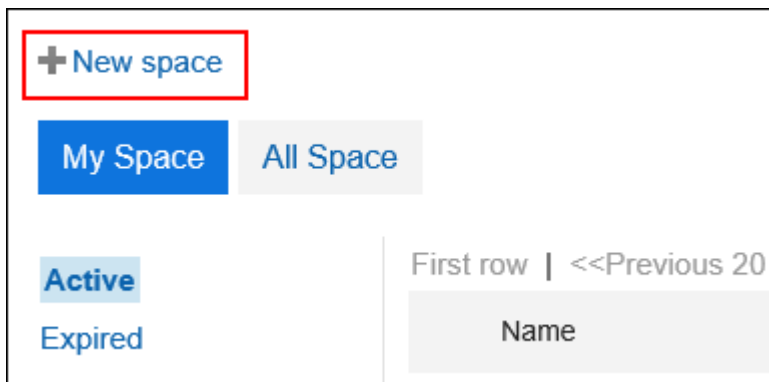 New space
My Space All Space
Active
Expired
First row | <<Previous 20
Name